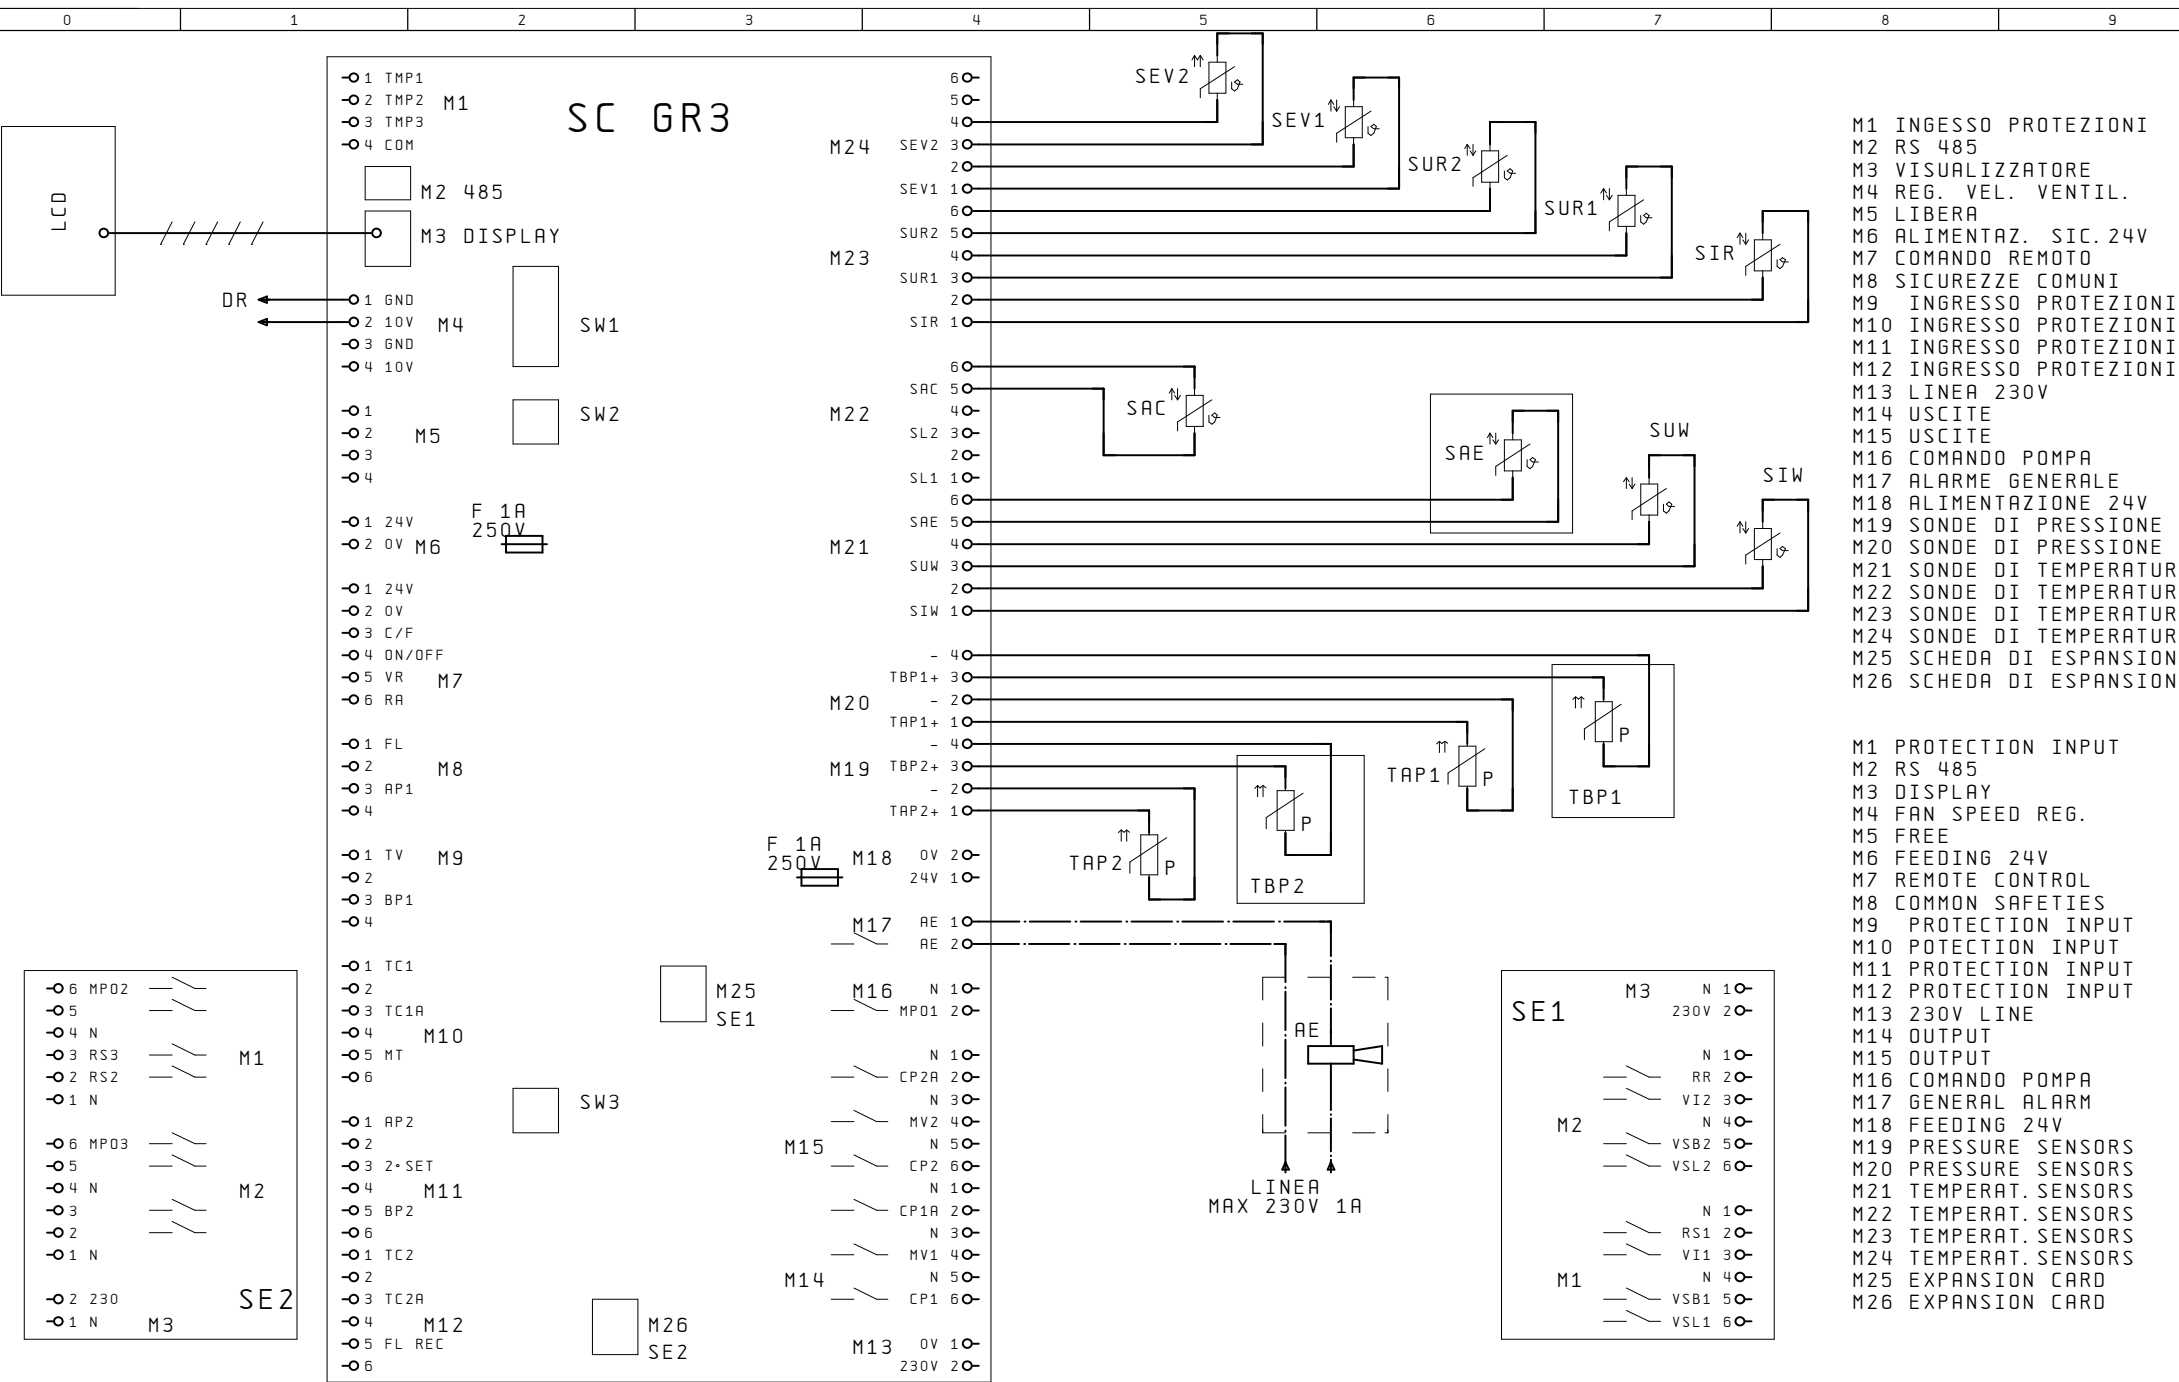 0 1 2 3 4 5 6 7 8 9
SC GR3
LCD
DR
1 TMP1
2 TMP2
3 TMP3
4 COM
M1
M2 485
M3 DISPLAY
1 GND
2 10V
3 GND
4 10V
M4
SW1
1
2
3
4
M5
SW2
1 24V
2 0V
M6
F 1A
250V
1 24V
2 0V
3 C/F
4 ON/OFF
5 VR
6 RA
M7
1 FL
2
3 AP1
4
M8
1 TV
2
3 BP1
4
M9
1 TC1
2
3 TC1A
4
5 MT
6
M10
1 AP2
2
3 2°SET
4
5 BP2
6
M11
1 TC2
2
3 TC2A
4
5 FL REC
6
M12
SW3
M25
SE1
M26
SE2
6
5
4
SEV2 3
2
SEV1 1
M24
6
SUR2 5
4
SUR1 3
2
SIR 1
M23
6
SAC 5
4
SL2 3
2
SL1 1
M22
6
SAE 5
4
SUW 3
2
SIW 1
M21
- 4
TBP1+ 3
- 2
TAP1+ 1
M20
- 4
TBP2+ 3
- 2
TAP2+ 1
M19
F 1A
250V
M18
0V 2
24V 1
M17
AE 1
AE 2
M16
N 1
MPO1 2
N 1
CP2A 2
N 3
MV2 4
N 5
CP2 6
M15
N 1
CP1A 2
N 3
MV1 4
N 5
CP1 6
M14
M13
0V 1
230V 2
SEV2
SEV1
SUR2
SUR1
SIR
SAC
SAE
SUW
SIW
TBP1
P
TAP1
P
TBP2
P
TAP2
P
AE
LINEA
MAX 230V 1A
6 MPO2
5
4 N
3 RS3
2 RS2
1 N
M1
6 MPO3
5
4 N
3
2
1 N
M2
2 230
1 N
M3
SE2
SE1
M3
N 1
230V 2
N 1
RR 2
VI2 3
N 4
VSB2 5
VSL2 6
M2
N 1
RS1 2
VI1 3
N 4
VSB1 5
VSL1 6
M1
M1 INGESSO PROTEZIONI
M2 RS 485
M3 VISUALIZZATORE
M4 REG. VEL. VENTIL.
M5 LIBERA
M6 ALIMENTAZ. SIC.24V
M7 COMANDO REMOTO
M8 SICUREZZE COMUNI
M9 INGRESSO PROTEZIONI
M10 INGRESSO PROTEZIONI
M11 INGRESSO PROTEZIONI
M12 INGRESSO PROTEZIONI
M13 LINEA 230V
M14 USCITE
M15 USCITE
M16 COMANDO POMPA
M17 ALARME GENERALE
M18 ALIMENTAZIONE 24V
M19 SONDE DI PRESSIONE
M20 SONDE DI PRESSIONE
M21 SONDE DI TEMPERATUR
M22 SONDE DI TEMPERATUR
M23 SONDE DI TEMPERATUR
M24 SONDE DI TEMPERATUR
M25 SCHEDA DI ESPANSION
M26 SCHEDA DI ESPANSION
M1 PROTECTION INPUT
M2 RS 485
M3 DISPLAY
M4 FAN SPEED REG.
M5 FREE
M6 FEEDING 24V
M7 REMOTE CONTROL
M8 COMMON SAFETIES
M9 PROTECTION INPUT
M10 POTECTION INPUT
M11 PROTECTION INPUT
M12 PROTECTION INPUT
M13 230V LINE
M14 OUTPUT
M15 OUTPUT
M16 COMANDO POMPA
M17 GENERAL ALARM
M18 FEEDING 24V
M19 PRESSURE SENSORS
M20 PRESSURE SENSORS
M21 TEMPERAT.SENSORS
M22 TEMPERAT.SENSORS
M23 TEMPERAT.SENSORS
M24 TEMPERAT.SENSORS
M25 EXPANSION CARD
M26 EXPANSION CARD